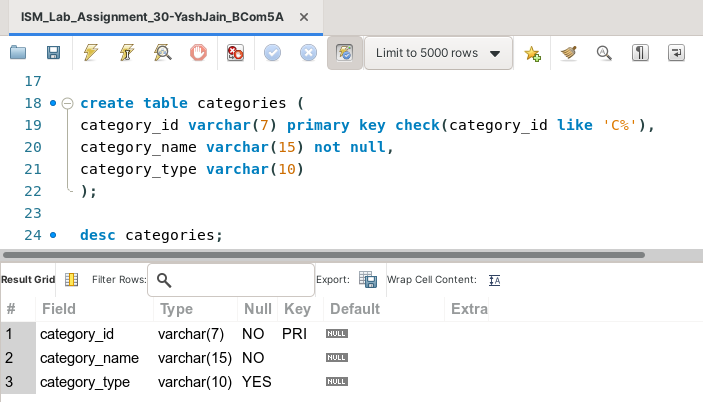 ISM_Lab_Assignment_30-YashJain_BCom5A ×
Limit to 5000 rows
17
18 create table categories (
19 category_id varchar(7) primary key check(category_id like 'C%'),
20 category_name varchar(15) not null,
21 category_type varchar(10)
22 );
23
24 desc categories;
Result Grid Filter Rows: Export: Wrap Cell Content: IA
# Field Type Null Key Default Extra
1 category_id varchar(7) NO PRI NULL
2 category_name varchar(15) NO NULL
3 category_type varchar(10) YES NULL